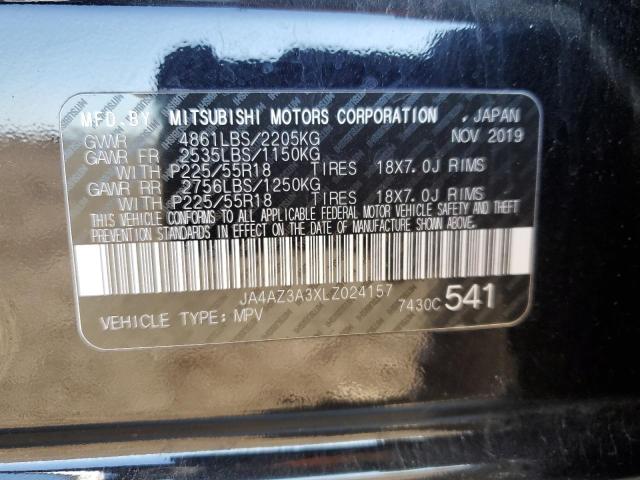 MFD.BY MITSUBISHI MOTORS CORPORATION . JAPAN
GVWR 4861LBS/2205KG NOV 2019
GAWR FR 2535LBS/1150KG
WITH P225/55R18 TIRES 18X7.0J RIMS
GAWR RR 2756LBS/1250KG
WITH P225/55R18 TIRES 18X7.0J RIMS
THIS VEHICLE CONFORMS TO ALL APPLICABLE FEDERAL MOTOR VEHICLE SAFETY AND THEFT
PREVENTION STANDARDS IN EFFECT ON THE DATE OF MANUFACTURE SHOWN ABOVE.
JA4AZ3A3XLZ024157
VEHICLE TYPE: MPV 7430C 541